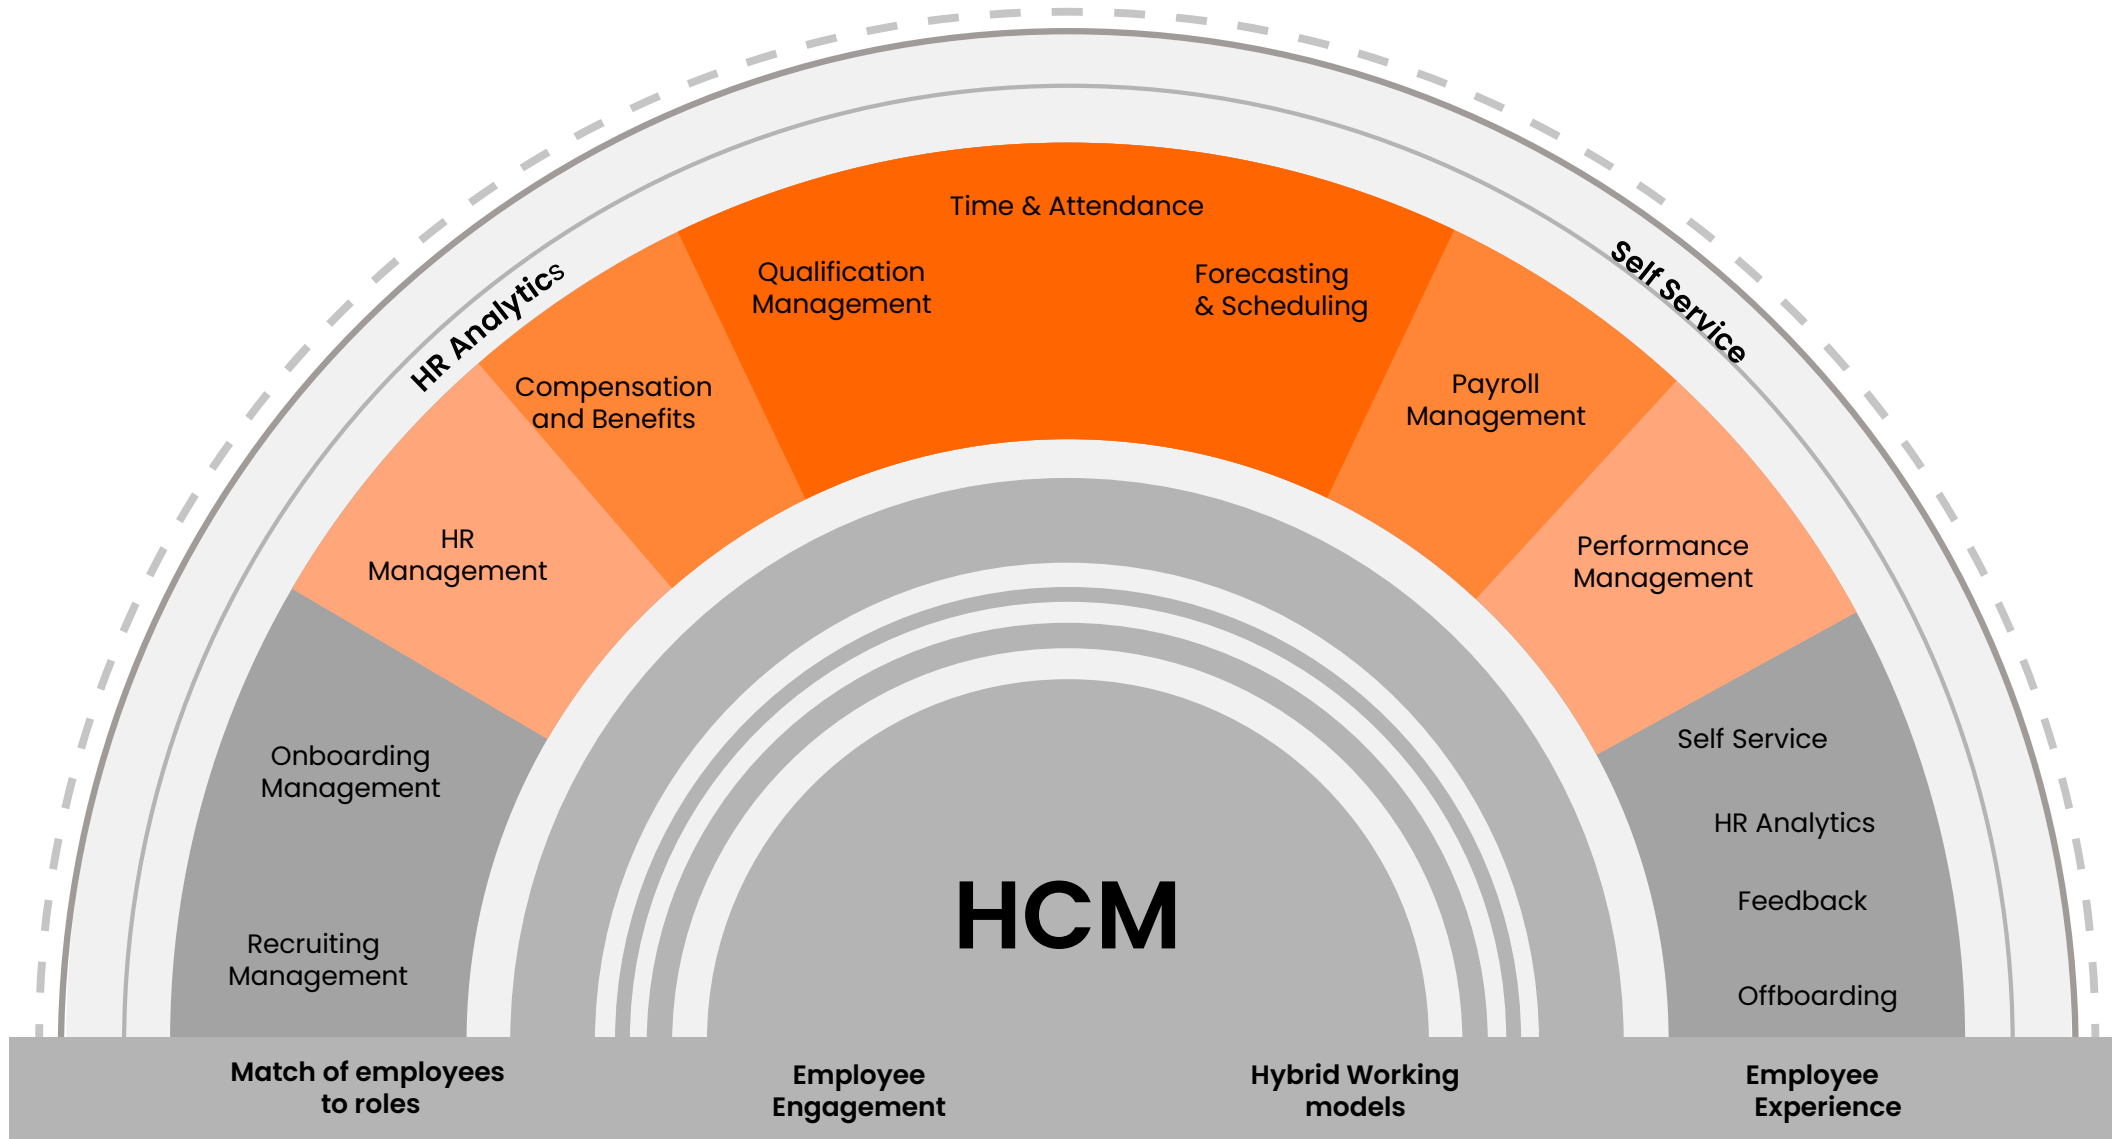 Time & Attendance
Qualification
Management
Forecasting
& Scheduling
HR Analytics
Self Service
Compensation
and Benefits
Payroll
Management
HR
Management
Performance
Management
Onboarding
Management
Self Service
HR Analytics
Feedback
Recruiting
Management
Offboarding
HCM
Match of employees
to roles
Employee
Engagement
Hybrid Working
models
Employee
Experience